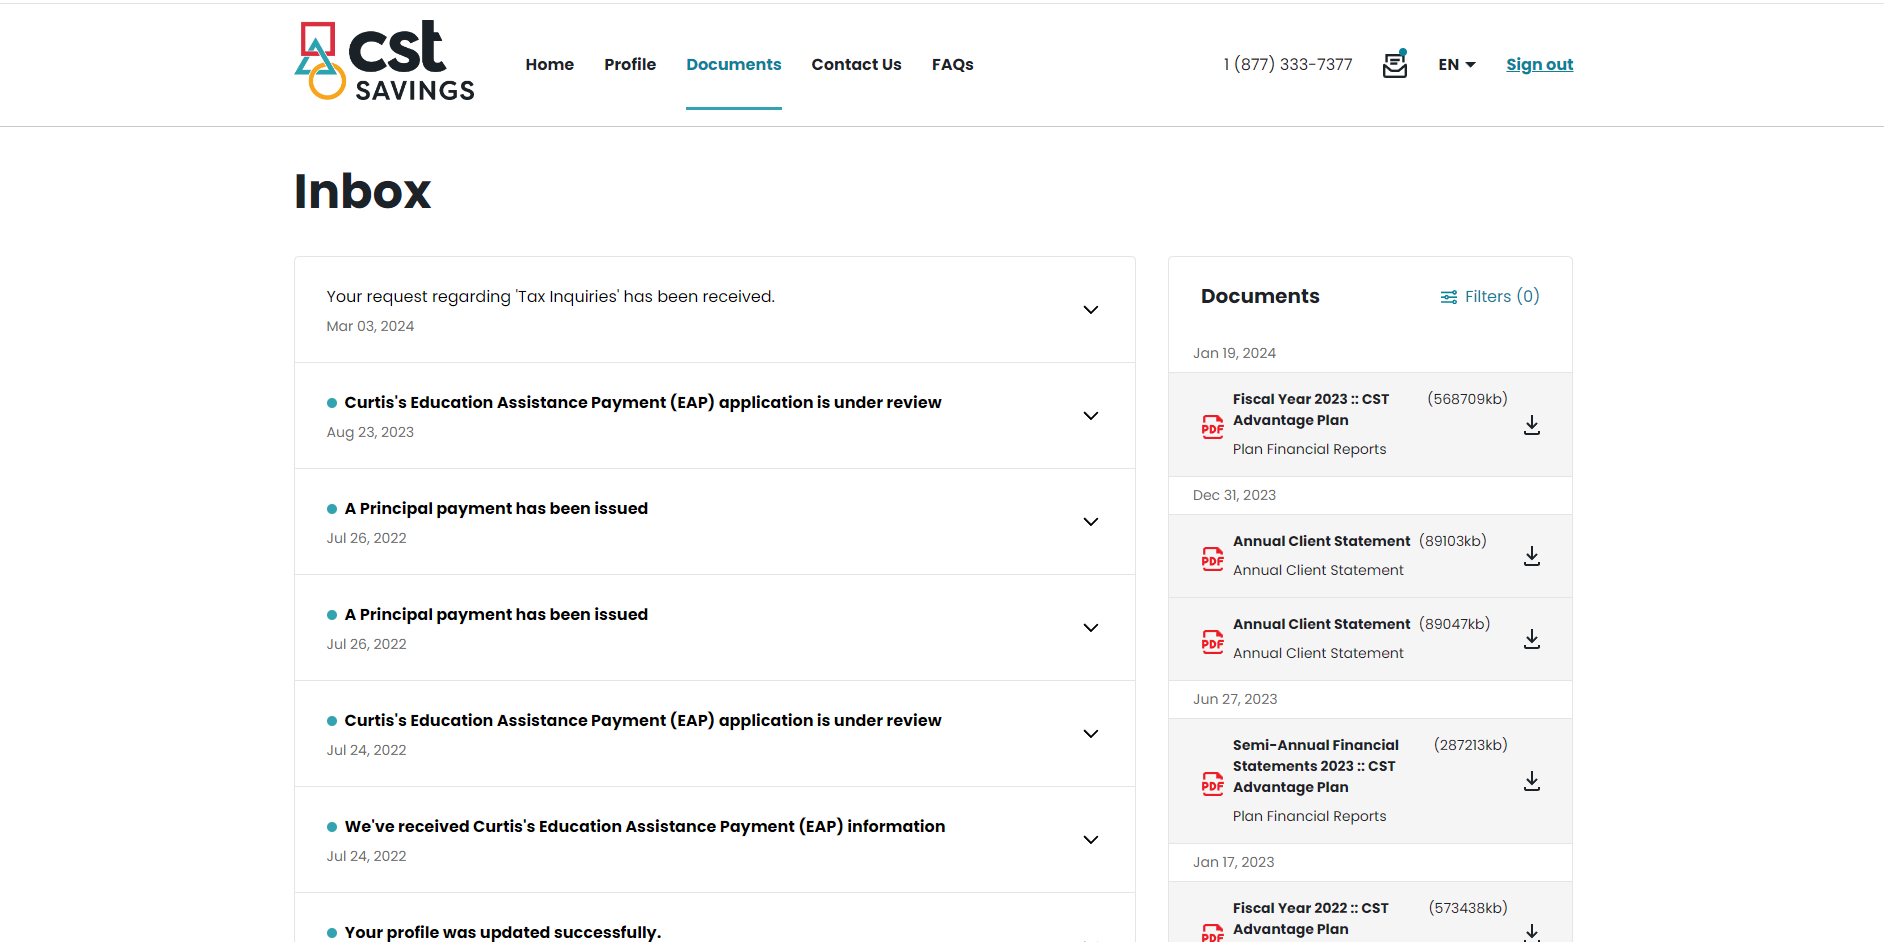 cst
SAVINGS
Home
Profile
Documents
Contact Us
FAQs
1 (877) 333-7377
EN
Sign out
Inbox
Your request regarding 'Tax Inquiries' has been received.
Mar 03, 2024
Curtis's Education Assistance Payment (EAP) application is under review
Aug 23, 2023
A Principal payment has been issued
Jul 26, 2022
A Principal payment has been issued
Jul 26, 2022
Curtis's Education Assistance Payment (EAP) application is under review
Jul 24, 2022
We've received Curtis's Education Assistance Payment (EAP) information
Jul 24, 2022
Your profile was updated successfully.
Documents
Filters (0)
Jan 19, 2024
PDF
Fiscal Year 2023 :: CST (568709kb)
Advantage Plan
Plan Financial Reports
Dec 31, 2023
PDF
Annual Client Statement (89103kb)
Annual Client Statement
PDF
Annual Client Statement (89047kb)
Annual Client Statement
Jun 27, 2023
PDF
Semi-Annual Financial (287213kb)
Statements 2023 :: CST
Advantage Plan
Plan Financial Reports
Jan 17, 2023
PDF
Fiscal Year 2022 :: CST (573438kb)
Advantage Plan